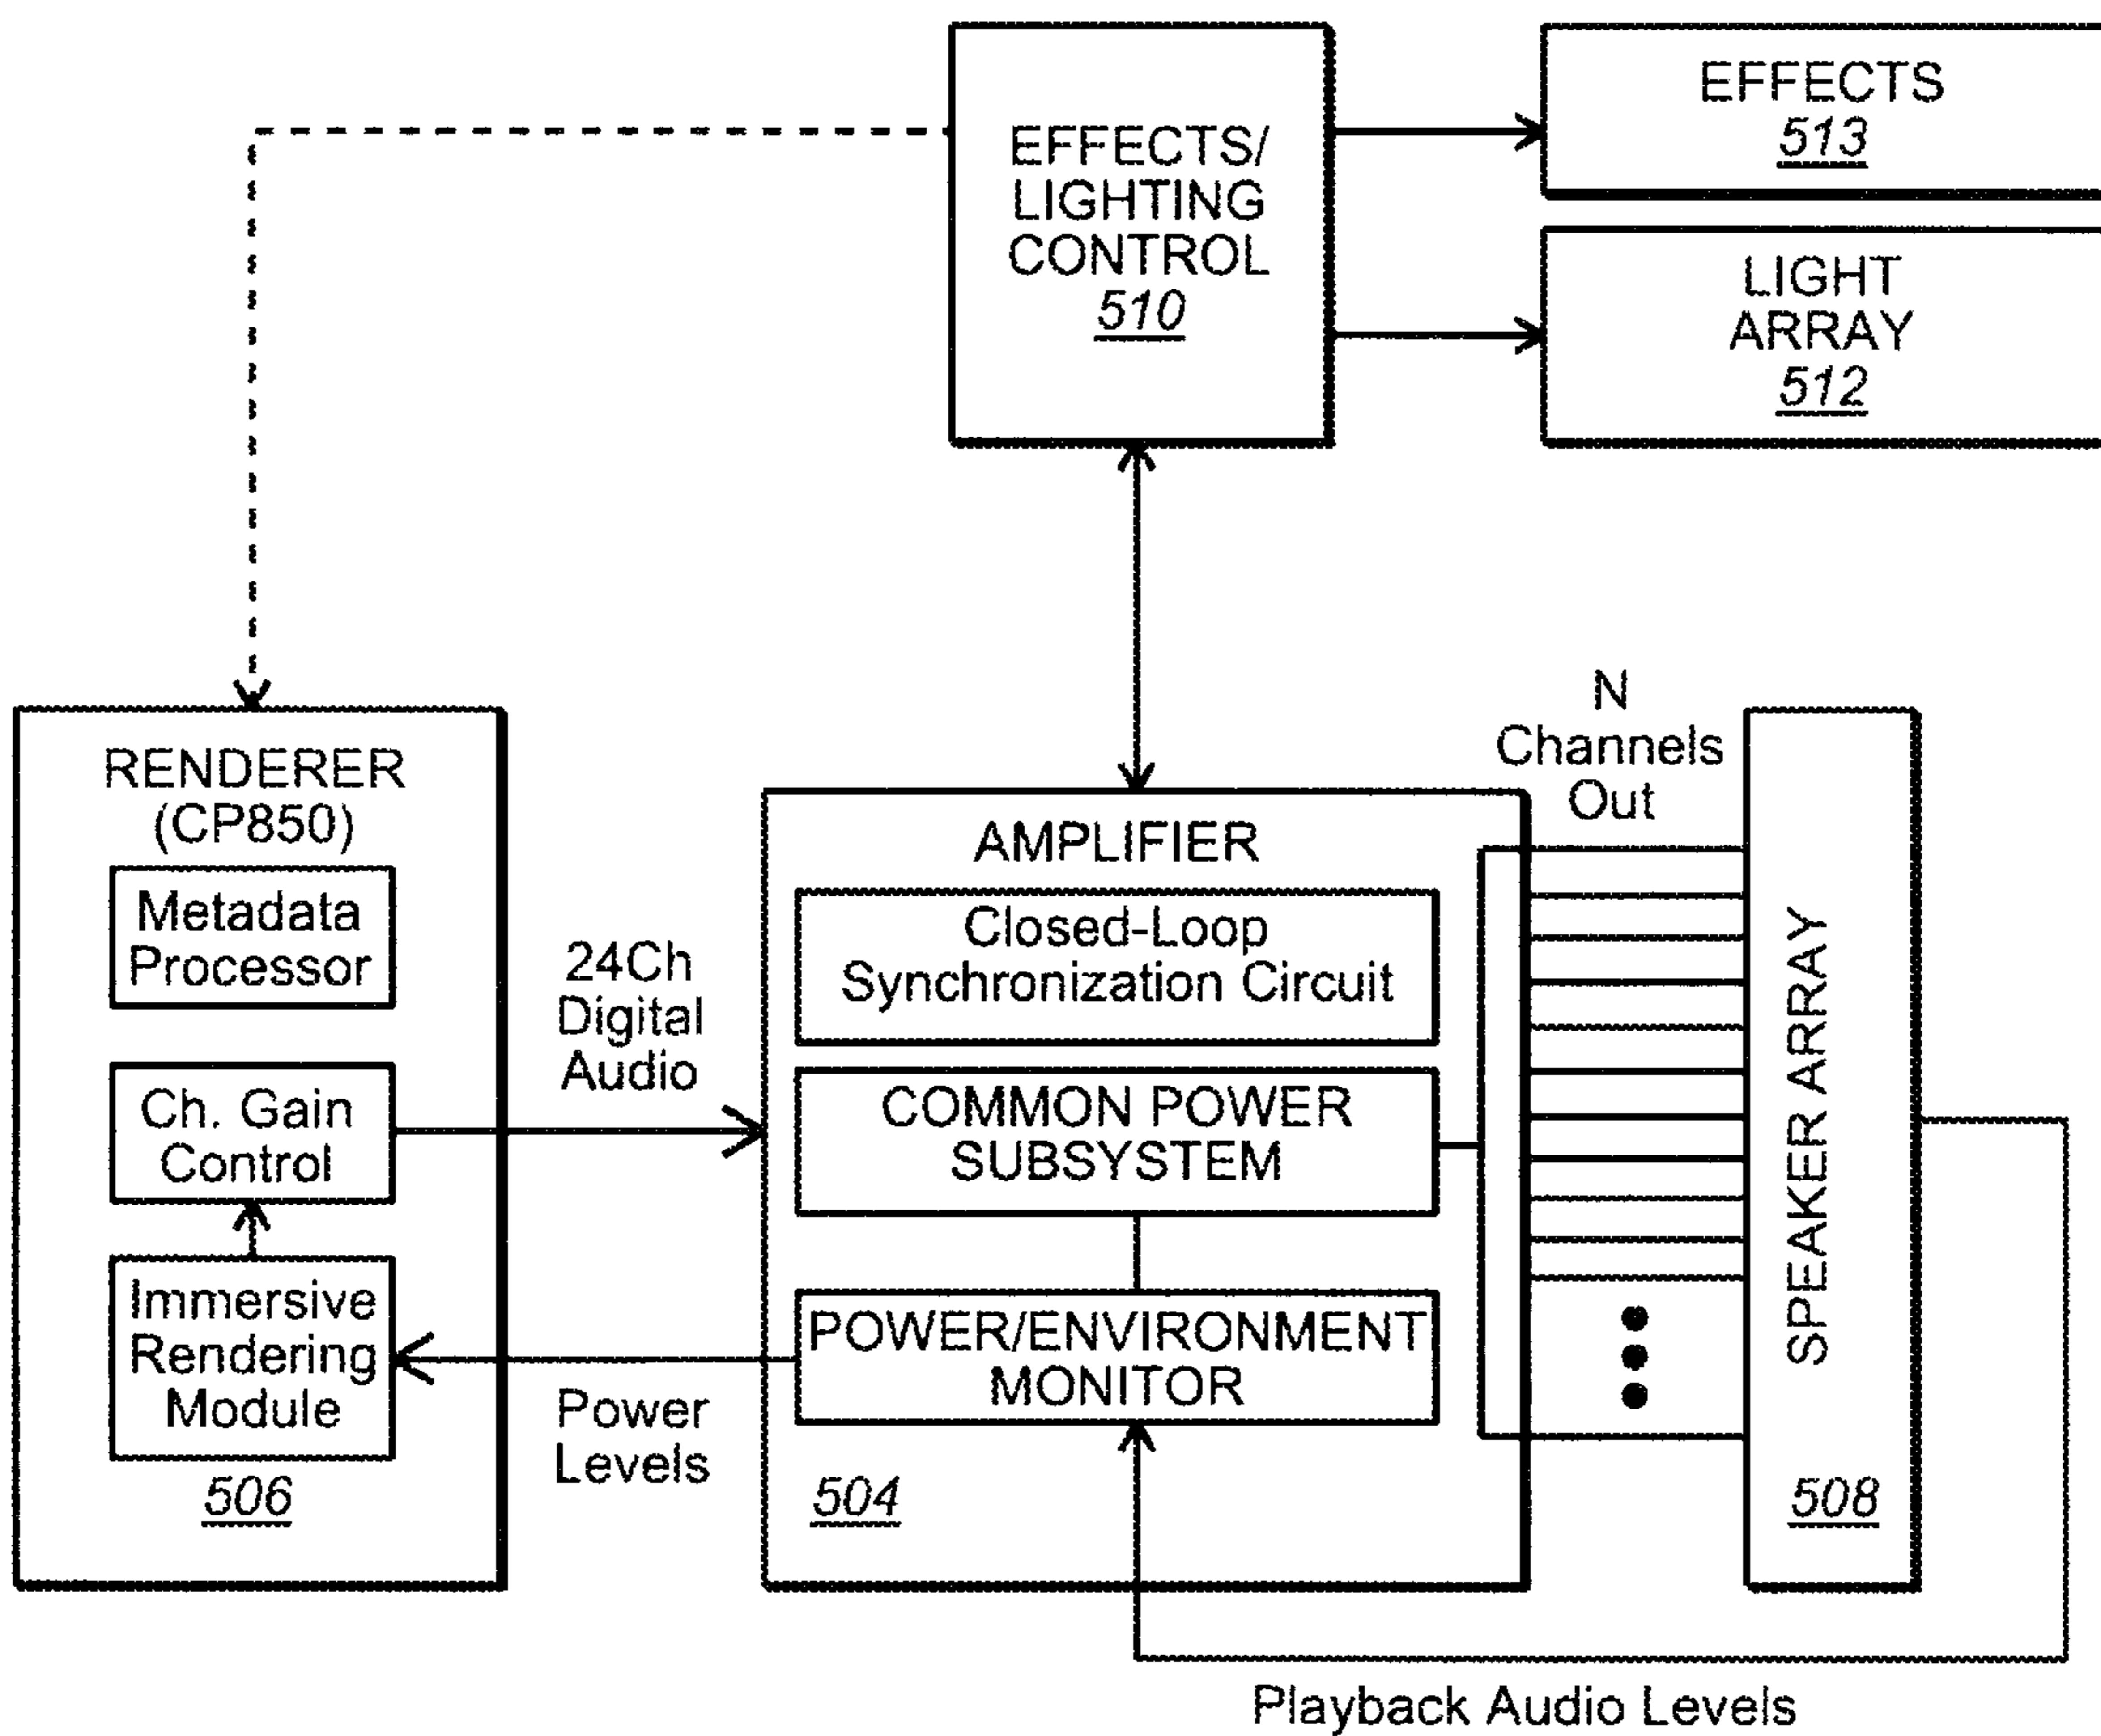 EFFECTS/
LIGHTING
CONTROL
510
EFFECTS
513
LIGHT
ARRAY
512
RENDERER
(CP850)
Metadata
Processor
Ch. Gain
Control
Immersive
Rendering
Module
506
24Ch
Digital
Audio
Power
Levels
AMPLIFIER
Closed-Loop
Synchronization Circuit
COMMON POWER
SUBSYSTEM
POWER/ENVIRONMENT
MONITOR
504
N
Channels
Out
SPEAKER ARRAY
508
Playback Audio Levels